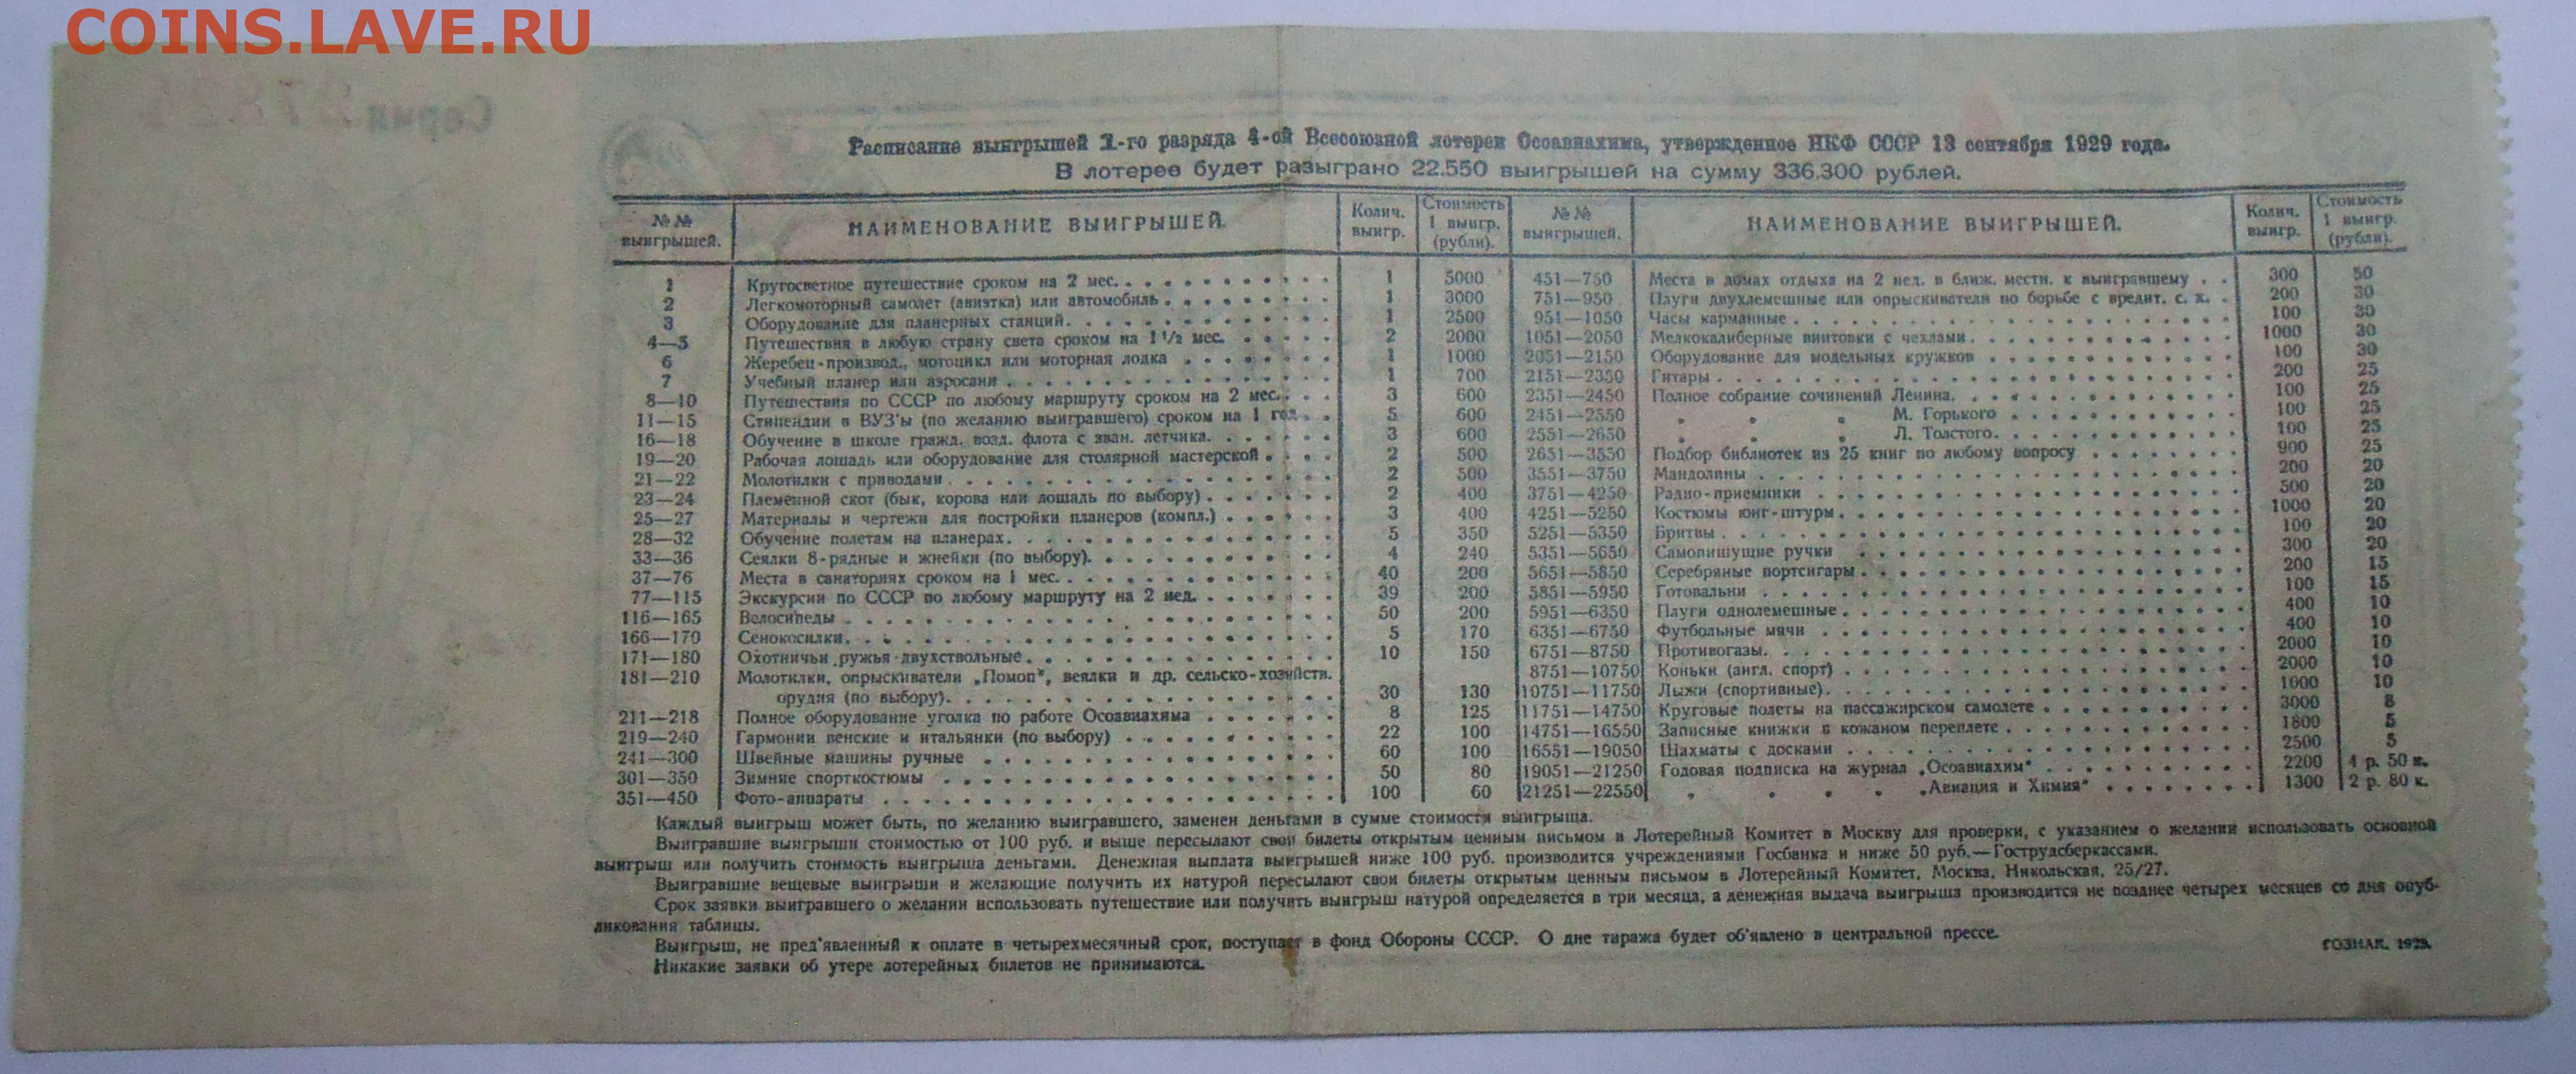 COINS.LAVE.RU
Серия
Расписание выигрышей 1-го разряда 4-ой Всесоюзной лотереи Осоавиахима, утвержденное НКФ СССР 13 сентября 1929 года.
В лотерее будет разыграно 22.550 выигрышей на сумму 336.300 рублей.
№№ выигрышей. НАИМЕНОВАНИЕ ВЫИГРЫШЕЙ. Колич. выигр. Стоимость 1 выигр. (рубли).
1 Кругосветное путешествие сроком на 2 мес. 1 5000
2 Легкомоторный самолет (авиэтка) или автомобиль 1 3000
3 Оборудование для планерных станций. 1 2500
4—5 Путешествия в любую страну света сроком на 1 1/2 мес. 2 2000
6 Жеребец-производ., мотоцикл или моторная лодка 1 1000
7 Учебный планер или аэросани 1 700
8—10 Путешествия по СССР по любому маршруту сроком на 2 мес. 3 600
11—15 Стипендии в ВУЗ'ы (по желанию выигравшего) сроком на 1 год 5 600
16—18 Обучение в школе гражд. возд. флота с зван. летчика. 3 600
19—20 Рабочая лошадь или оборудование для столярной мастерской 2 500
21—22 Молотилки с приводами 2 500
23—24 Племенной скот (бык, корова или лошадь по выбору) 2 400
25—27 Материалы и чертежи для постройки планеров (компл.) 3 400
28—32 Обучение полетам на планерах. 5 350
33—36 Сеялки 8-рядные и жнейки (по выбору). 4 240
37—76 Места в санаториях сроком на 1 мес. 40 200
77—115 Экскурсии по СССР по любому маршруту на 2 нед. 39 200
116—165 Велосипеды 50 200
166—170 Сенокосилки. 5 170
171—180 Охотничьи ружья двухствольные. 10 150
181—210 Молотилки, опрыскиватели „Помоп“, веялки и др. сельско-хозяйств.
орудия (по выбору). 30 130
211—218 Полное оборудование уголка по работе Осоавиахима 8 125
219—240 Гармонии венские и итальянки (по выбору) 22 100
241—300 Швейные машины ручные 60 100
301—350 Зимние спорткостюмы 50 80
351—450 Фото-аппараты 100 60
№№ выигрышей. НАИМЕНОВАНИЕ ВЫИГРЫШЕЙ. Колич. выигр. Стоимость 1 выигр. (рубли).
451—750 Места в домах отдыха на 2 нед. в ближ. местн. к выигравшему 300 50
751—950 Плуги двухлемешные или опрыскиватели по борьбе с вредит. с. х. 200 30
951—1050 Часы карманные 100 30
1051—2050 Мелкокалиберные винтовки с чехлами. 1000 30
2051—2150 Оборудование для модельных кружков 100 30
2151—2350 Гитары 200 25
2351—2450 Полное собрание сочинений Ленина. 100 25
2451—2550 „ „ „ М. Горького 100 25
2551—2650 „ „ „ Л. Толстого. 100 25
2651—3550 Подбор библиотек из 25 книг по любому вопросу 900 25
3551—3750 Мандолины 200 20
3751—4250 Радио-приемники 500 20
4251—5250 Костюмы юнг-штурм. 1000 20
5251—5350 Бритвы 100 20
5351—5650 Самопишущие ручки 300 20
5651—5850 Серебряные портсигары 200 15
5851—5950 Готовальни 100 15
5951—6350 Плуги однолемешные 400 10
6351—6750 Футбольные мячи 400 10
6751—8750 Противогазы. 2000 10
8751—10750 Коньки (англ. спорт) 2000 10
10751—11750 Лыжи (спортивные). 1000 10
11751—14750 Круговые полеты на пассажирском самолете 3000 8
14751—16550 Записные книжки в кожаном переплете 1800 5
16551—19050 Шахматы с досками 2500 5
19051—21250 Годовая подписка на журнал „Осоавиахим“ 2200 4 р. 50 к.
21251—22550 „ „ „ „ „Авиация и Химия“ 1300 2 р. 80 к.
Каждый выигрыш может быть, по желанию выигравшего, заменен деньгами в сумме стоимости выигрыша.
Выигравшие выигрыши стоимостью от 100 руб. и выше пересылают свои билеты открытым ценным письмом в Лотерейный Комитет в Москву для проверки, с указанием о желании использовать основной
выигрыш или получить стоимость выигрыша деньгами. Денежная выплата выигрышей ниже 100 руб. производится учреждениями Госбанка и ниже 50 руб.—Гострудсберкассами.
Выигравшие вещевые выигрыши и желающие получить их натурой пересылают свои билеты открытым ценным письмом в Лотерейный Комитет, Москва, Никольская, 25/27.
Срок заявки выигравшего о желании использовать путешествие или получить выигрыш натурой определяется в три месяца, а денежная выдача выигрыша производится не позднее четырех месяцев со дня опуб-
ликования таблицы.
Выигрыш, не пред'явленный к оплате в четырехмесячный срок, поступает в фонд Обороны СССР. О дне тиража будет об'явлено в центральной прессе.
Никакие заявки об утере лотерейных билетов не принимаются.
ГОЗНАК. 1929.